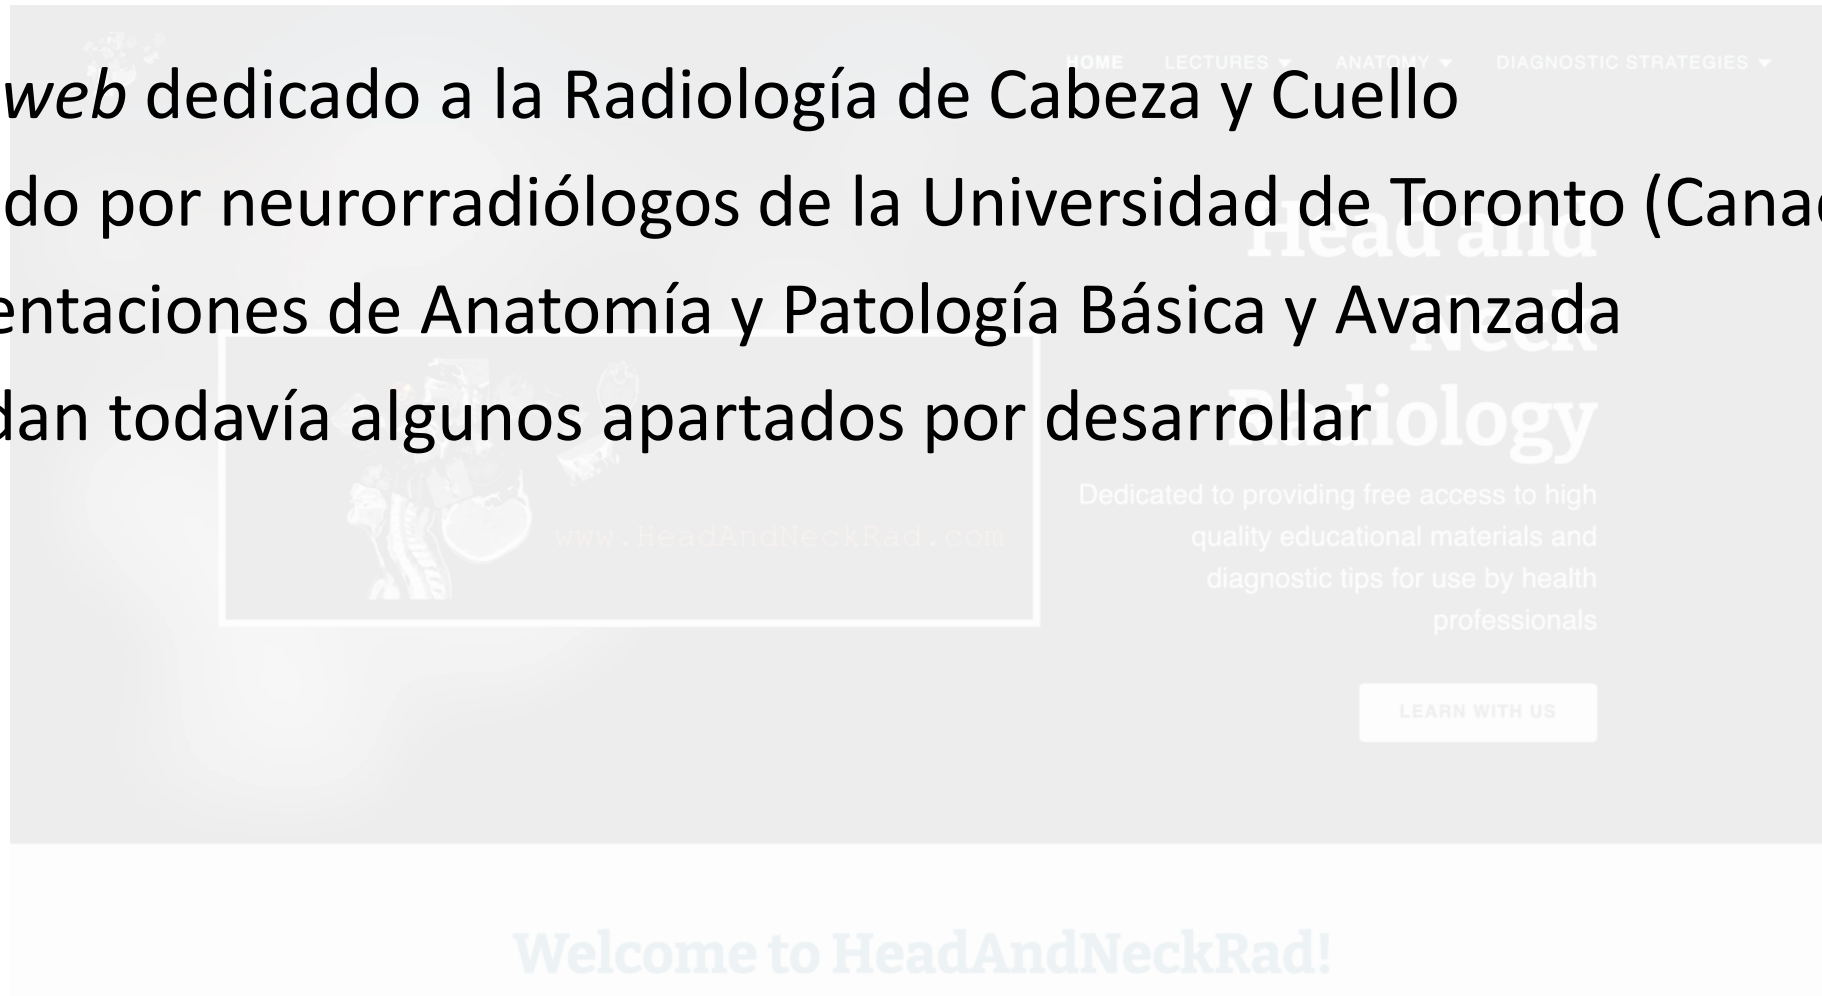 HOME LECTURES ANATOMY DIAGNOSTIC STRATEGIES
web dedicado a la Radiología de Cabeza y Cuello
do por neurorradiólogos de la Universidad de Toronto (Cana
entaciones de Anatomía y Patología Básica y Avanzada
dan todavía algunos apartados por desarrollar
Head and
Neck
Radiology
www.HeadAndNeckRad.com
Dedicated to providing free access to high
quality educational materials and
diagnostic tips for use by health
professionals
LEARN WITH US
Welcome to HeadAndNeckRad!